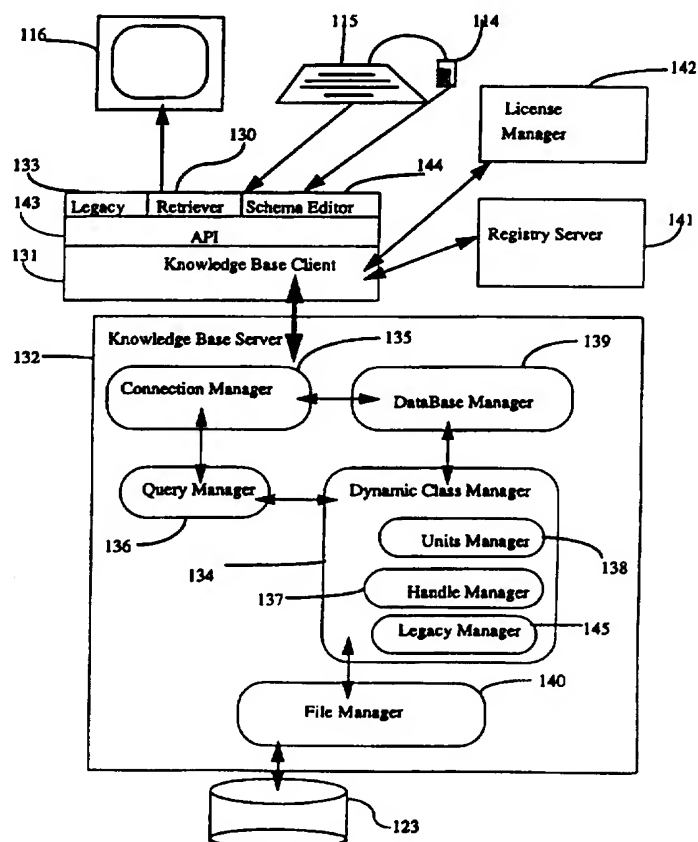 116
115
114
142
License
Manager
130
133
144
Legacy
Retriever
Schema Editor
143
API
131
Knowledge Base Client
Registry Server
141
Knowledge Base Server
132
135
139
Connection Manager
DataBase Manager
Query Manager
136
Dynamic Class Manager
134
Units Manager
138
137
Handle Manager
Legacy Manager
145
File Manager
140
123